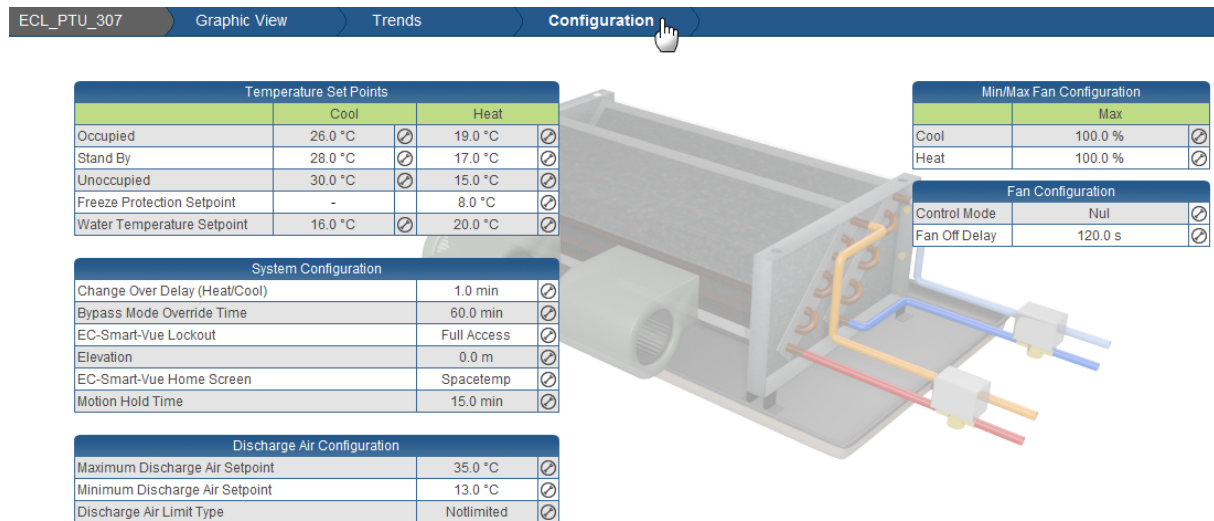 ECL_PTU_307 Graphic View Trends Configuration
Temperature Set Points
Cool Heat
Occupied 26.0 °C 19.0 °C
Stand By 28.0 °C 17.0 °C
Unoccupied 30.0 °C 15.0 °C
Freeze Protection Setpoint - 8.0 °C
Water Temperature Setpoint 16.0 °C 20.0 °C
System Configuration
Change Over Delay (Heat/Cool) 1.0 min
Bypass Mode Override Time 60.0 min
EC-Smart-Vue Lockout Full Access
Elevation 0.0 m
EC-Smart-Vue Home Screen Spacetemp
Motion Hold Time 15.0 min
Discharge Air Configuration
Maximum Discharge Air Setpoint 35.0 °C
Minimum Discharge Air Setpoint 13.0 °C
Discharge Air Limit Type Notlimited
Min/Max Fan Configuration
Max
Cool 100.0 %
Heat 100.0 %
Fan Configuration
Control Mode Nul
Fan Off Delay 120.0 s